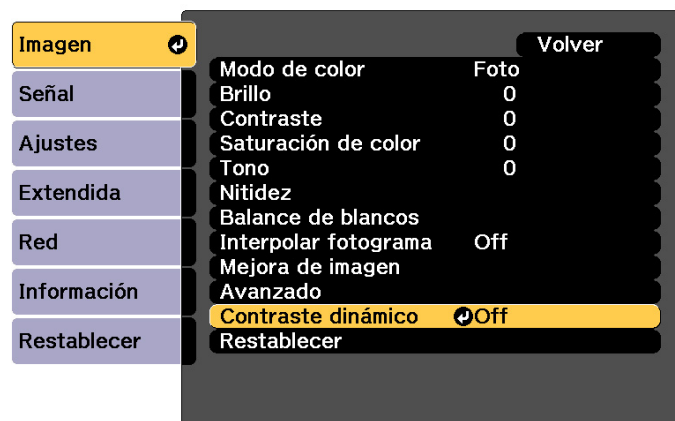 Imagen
Señal
Ajustes
Extendida
Red
Información
Restablecer
Volver
Modo de color Foto
Brillo 0
Contraste 0
Saturación de color 0
Tono 0
Nitidez
Balance de blancos
Interpolar fotograma Off
Mejora de imagen
Avanzado
Contraste dinámico Off
Restablecer